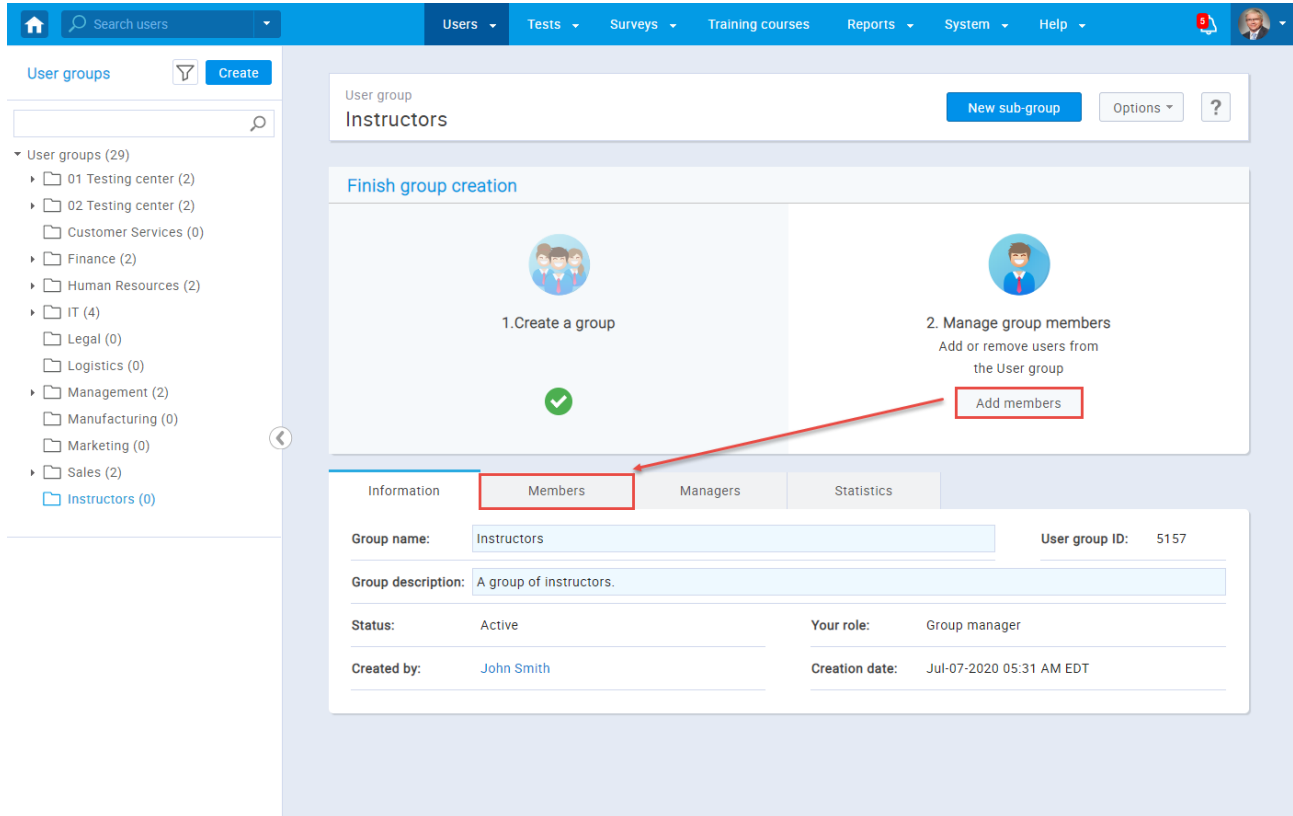 Search users
Users
Tests
Surveys
Training courses
Reports
System
Help
5
User groups
Create
User groups (29)
01 Testing center (2)
02 Testing center (2)
Customer Services (0)
Finance (2)
Human Resources (2)
IT (4)
Legal (0)
Logistics (0)
Management (2)
Manufacturing (0)
Marketing (0)
Sales (2)
Instructors (0)
User group
Instructors
New sub-group
Options
?
Finish group creation
1.Create a group
2. Manage group members
Add or remove users from
the User group
Add members
Information
Members
Managers
Statistics
Group name: Instructors
User group ID: 5157
Group description: A group of instructors.
Status: Active
Your role: Group manager
Created by: John Smith
Creation date: Jul-07-2020 05:31 AM EDT